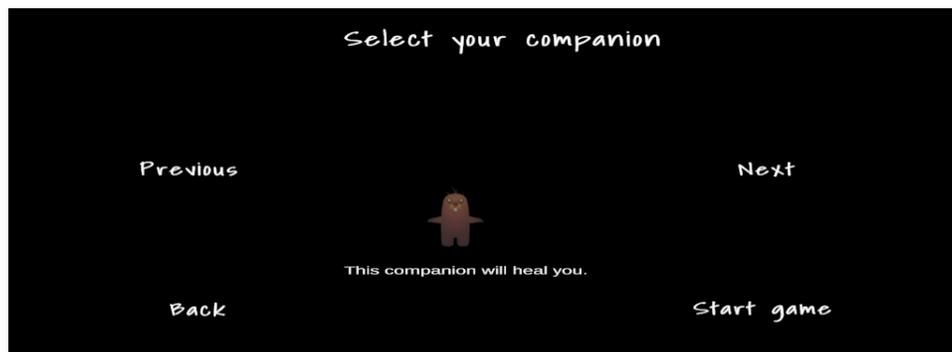 Select your companion
Previous
Next
This companion will heal you.
Back
Start game